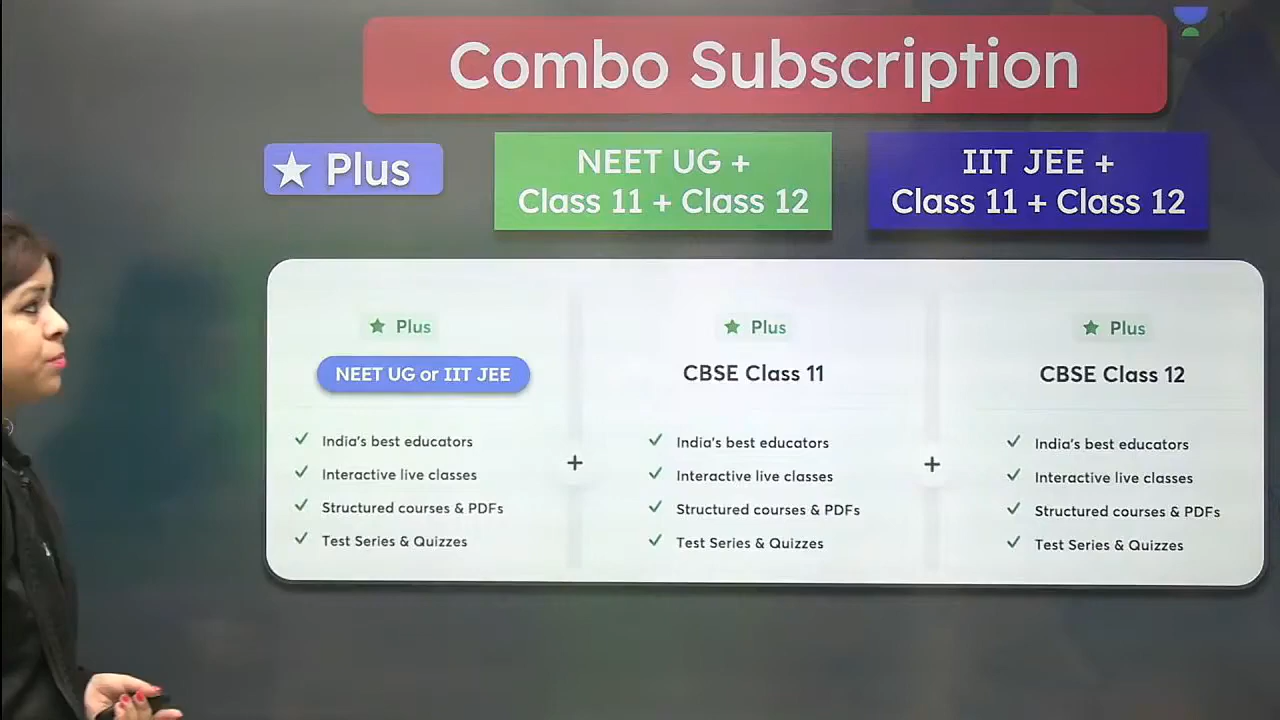 Combo Subscription
★ Plus
NEET UG +
Class 11 + Class 12
IIT JEE +
Class 11 + Class 12
★ Plus
NEET UG or IIT JEE
✓ India's best educators
✓ Interactive live classes
✓ Structured courses & PDFs
✓ Test Series & Quizzes
+
★ Plus
CBSE Class 11
✓ India's best educators
✓ Interactive live classes
✓ Structured courses & PDFs
✓ Test Series & Quizzes
+
★ Plus
CBSE Class 12
✓ India's best educators
✓ Interactive live classes
✓ Structured courses & PDFs
✓ Test Series & Quizzes